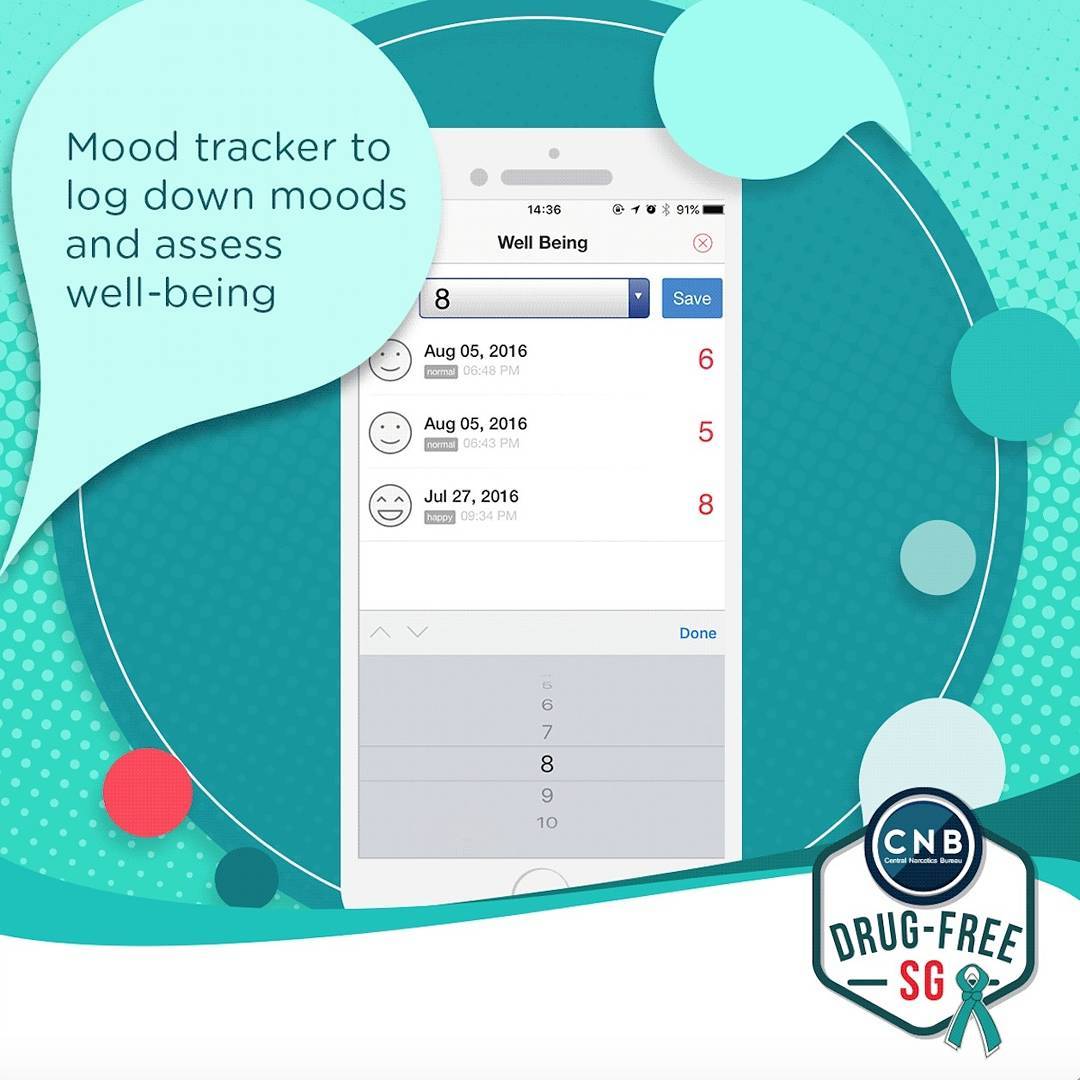 Mood tracker to
log down moods
and assess
well-being
14:36 91%
Well Being
8 Save
Aug 05, 2016 6
normal 06:48 PM
Aug 05, 2016 5
normal 06:43 PM
Jul 27, 2016 8
happy 09:34 PM
Done
5
6
7
8
9
10
CNB
Central Narcotics Bureau
DRUG-FREE
SG